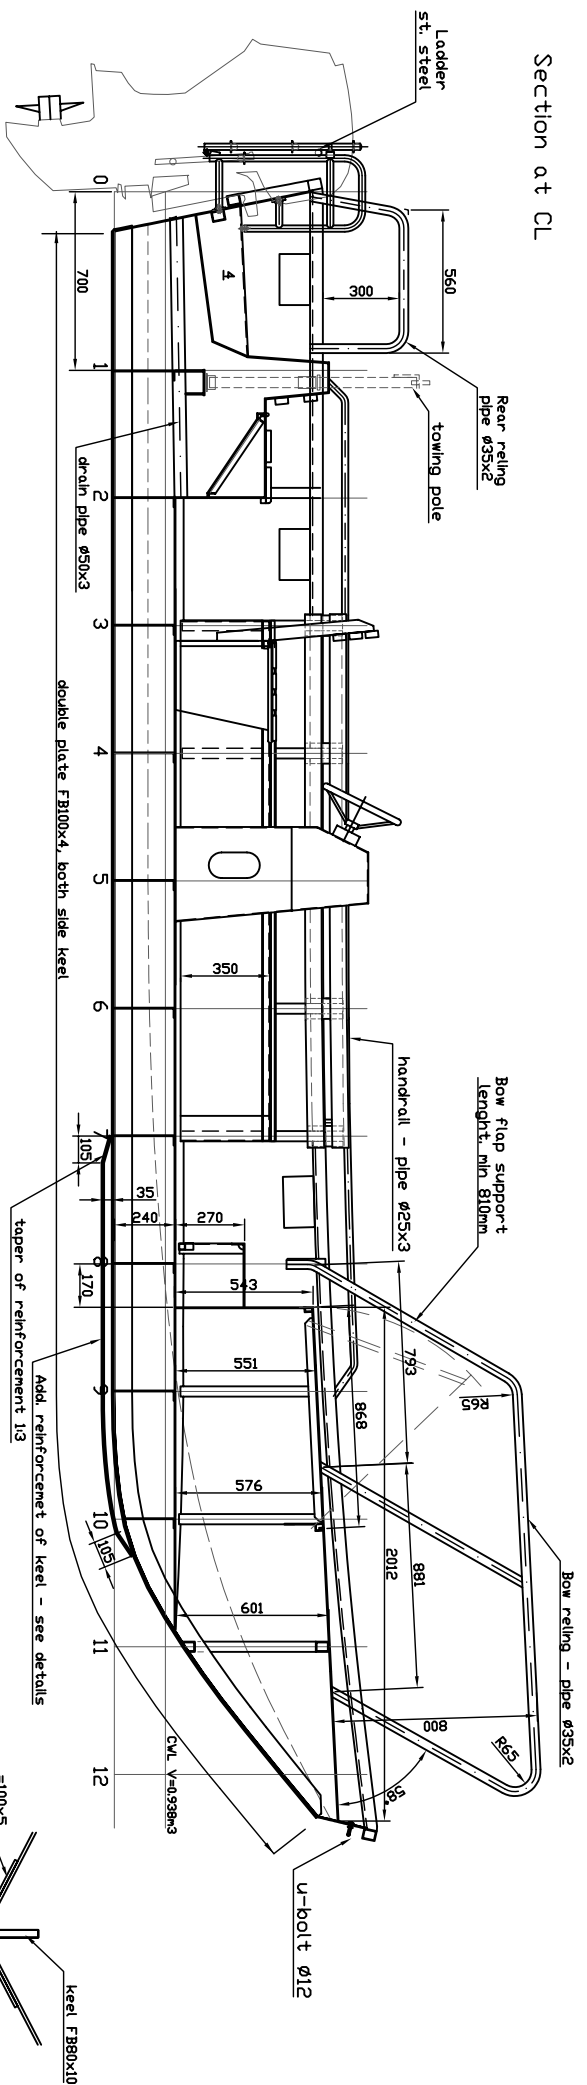 Section at CL
Ladder
st. steel
560
300
Rear reling
pipe ø35x2
towing pole
0
700
4
1
drain pipe ø50x3
2
3
double plate FB100x4, both side keel
4
5
350
6
handrail - pipe ø25x3
Bow flap support
lenght. min 810mm
7
105
35
240
270
8
170
543
793
551
9
868
R65
576
10
105
2012
881
601
11
800
Bow reling - pipe ø35x2
R65
58°
12
CWL V=0.938m3
taper of reinforcement 1:3
Add. reinforcemet of keel - see details
u-bolt ø12
=100x5
keel FB80x10